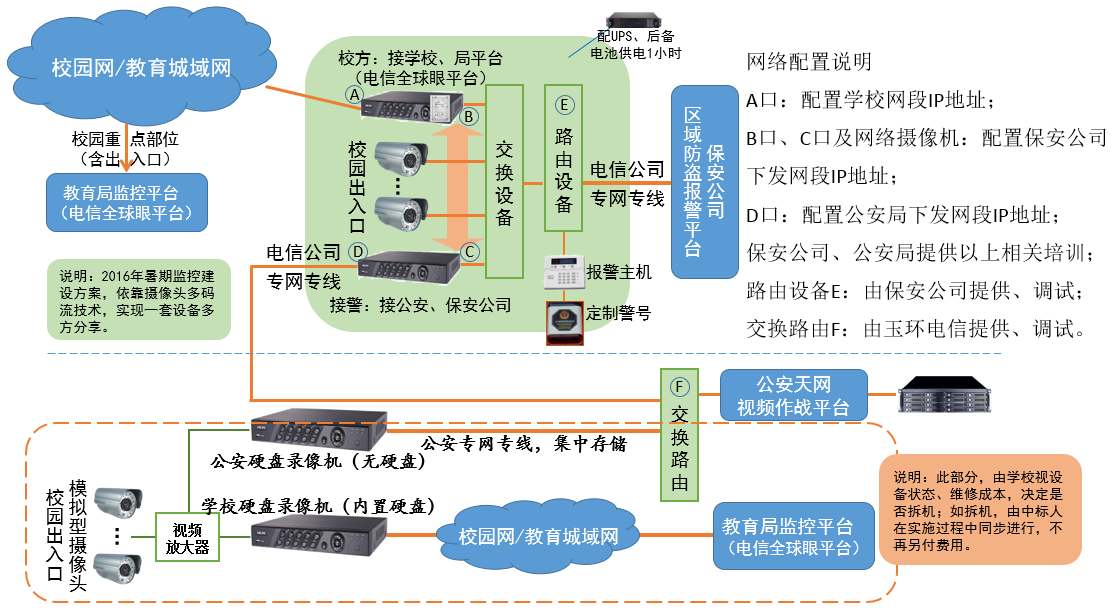 校园网/教育城域网
校园重 点部位
（含出 入口）
教育局监控平台
（电信全球眼平台）
说明：2016年暑期监控建
设方案，依靠摄像头多码
流技术，实现一套设备多
方分享。
配UPS、后备
电池供电1小时
校方：接学校、局平台
（电信全球眼平台）
A
B
校园出入口
交换设备
E
路由设备
电信公司
专网专线
保安公司
区域防盗报警平台
D
C
电信公司
专网专线
接警：接公安、保安公司
报警主机
定制警号
网络配置说明
A口：配置学校网段IP地址；
B口、C口及网络摄像机：配置保安公司
下发网段IP地址；
D口：配置公安局下发网段IP地址；
保安公司、公安局提供以上相关培训；
路由设备E：由保安公司提供、调试；
交换路由F：由玉环电信提供、调试。
F
交换路由
公安天网
视频作战平台
公安专网专线，集中存储
公安硬盘录像机（无硬盘）
模拟型摄像头
校园出入口
视频
放大器
学校硬盘录像机（内置硬盘）
校园网/教育城域网
教育局监控平台
（电信全球眼平台）
说明：此部分，由学校视设
备状态、维修成本，决定是
否拆机；如拆机，由中标人
在实施过程中同步进行，不
再另付费用。